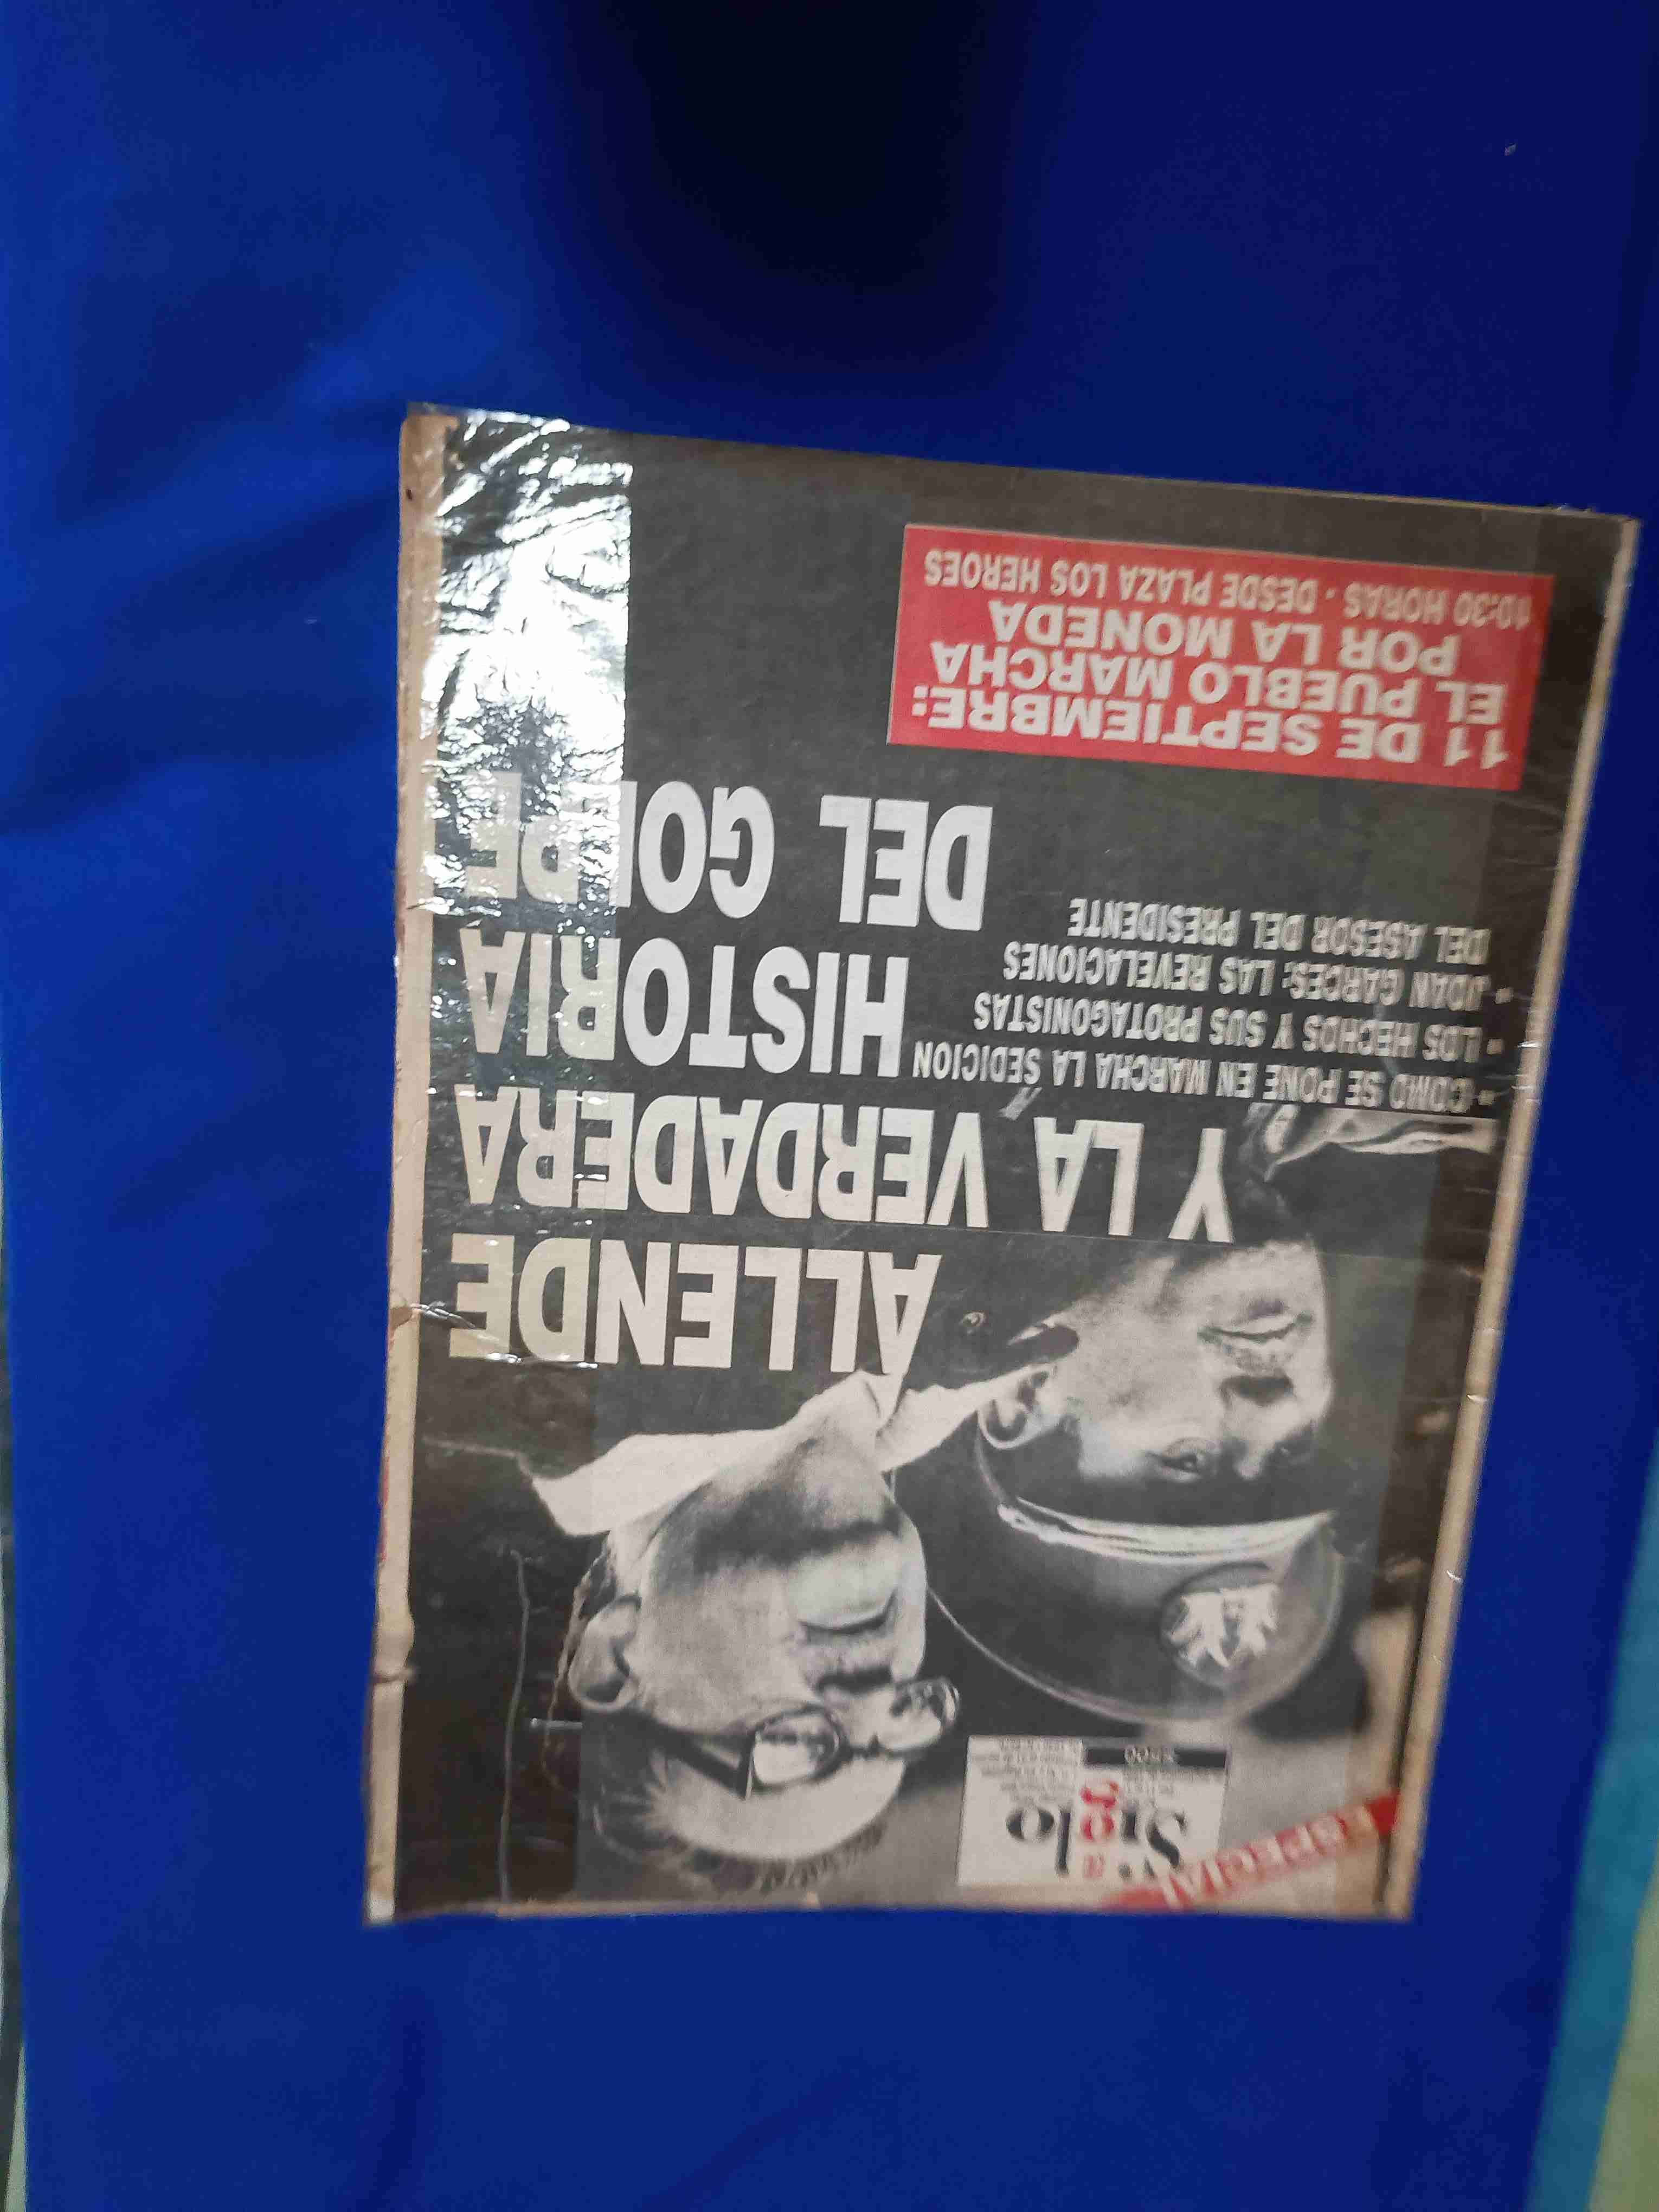 ESPECIAL
el
Siglo
ALLENDE
Y LA VERDADERA
HISTORIA
DEL GOLPE
• COMO SE PONE EN MARCHA LA SEDICION
• LOS HECHOS Y SUS PROTAGONISTAS
• JOAN GARCES: LAS REVELACIONES
DEL ASESOR DEL PRESIDENTE
11 DE SEPTIEMBRE:
EL PUEBLO MARCHA
POR LA MONEDA
10:30 HORAS . DESDE PLAZA LOS HEROES